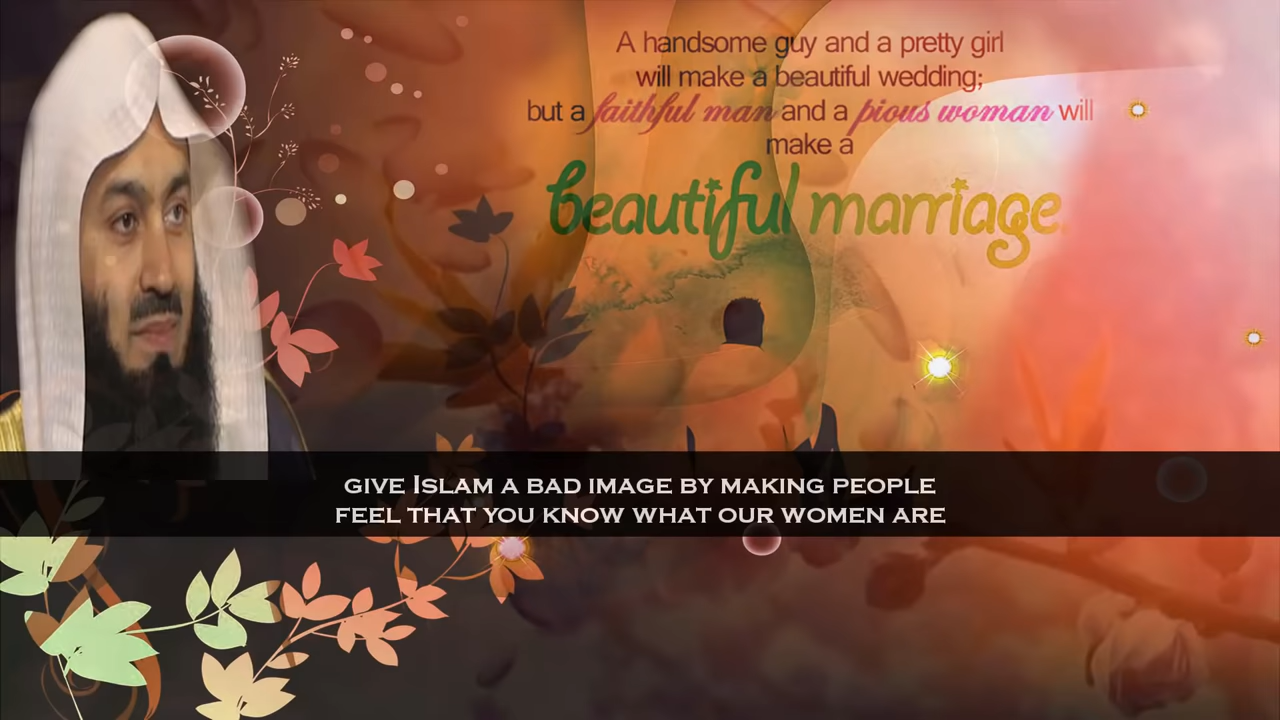 A handsome guy and a pretty girl
will make a beautiful wedding;
but a faithful man and a pious woman will
make a
beautiful marriage.
GIVE ISLAM A BAD IMAGE BY MAKING PEOPLE
FEEL THAT YOU KNOW WHAT OUR WOMEN ARE